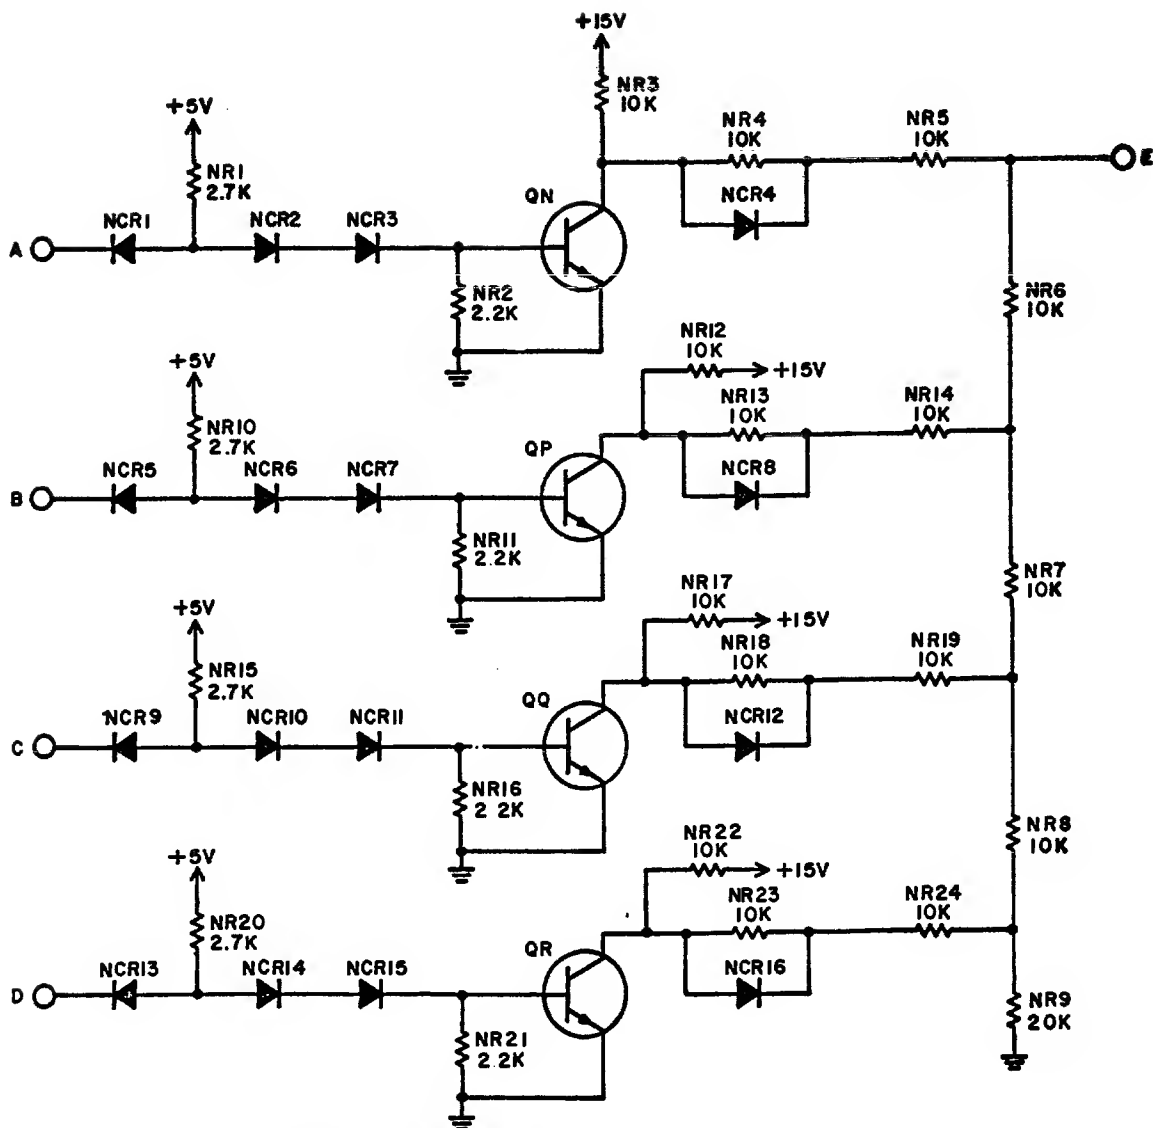 +15V
NR3
10K
+5V
NR1
2.7K
NR4
10K
NR5
10K
E
NCR1
NCR2
NCR3
QN
NCR4
A
NR2
2.2K
NR6
10K
NR12
10K
+15V
+5V
NR10
2.7K
NR13
10K
NR14
10K
NCR5
NCR6
NCR7
QP
NCR8
B
NR11
2.2K
NR7
10K
NR17
10K
+15V
+5V
NR15
2.7K
NR18
10K
NR19
10K
NCR9
NCR10
NCR11
QQ
NCR12
C
NR16
2 2K
NR8
10K
NR22
10K
+15V
+5V
NR20
2.7K
NR23
10K
NR24
10K
NCR13
NCR14
NCR15
QR
NCR16
D
NR9
20K
NR21
2.2K